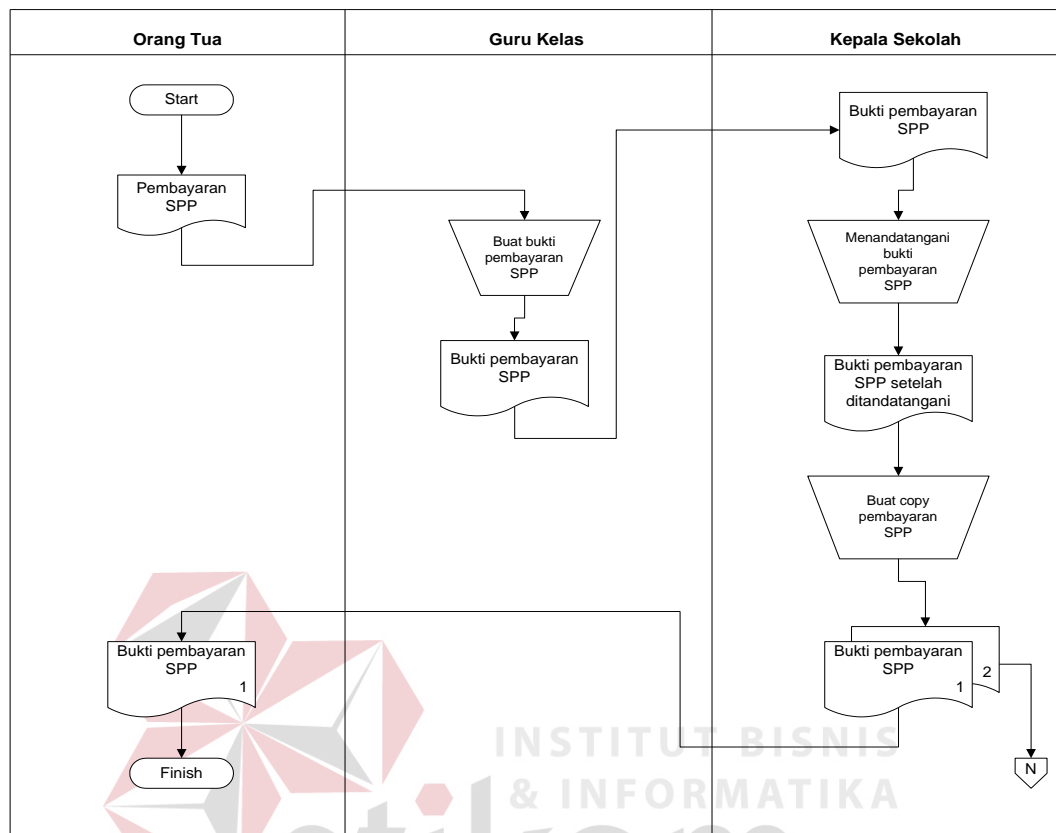 Orang Tua
Guru Kelas
Kepala Sekolah
Start
Pembayaran
SPP
Buat bukti
pembayaran
SPP
Bukti pembayaran
SPP
Bukti pembayaran
SPP
Menandatangani
bukti
pembayaran
SPP
Bukti pembayaran
SPP setelah
ditandatangani
Buat copy
pembayaran
SPP
Bukti pembayaran
SPP
1
2
N
Bukti pembayaran
SPP
1
Finish
INSTITUT BISNIS
& INFORMATIKA
stikom